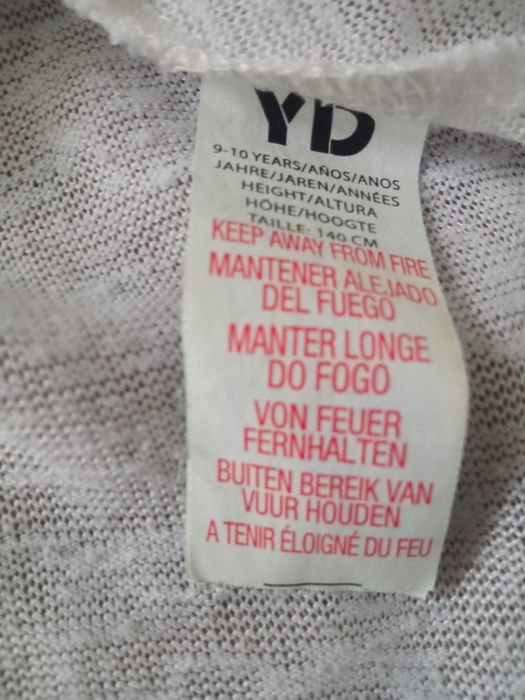 YD
9-10 YEARS/AÑOS/ANOS
JAHRE/JAREN/ANNÉES
HEIGHT/ALTURA
HÖHE/HOOGTE
TAILLE: 140 CM
KEEP AWAY FROM FIRE
MANTENER ALEJADO
DEL FUEGO
MANTER LONGE
DO FOGO
VON FEUER
FERNHALTEN
BUITEN BEREIK VAN
VUUR HOUDEN
A TENIR ÉLOIGNÉ DU FEU